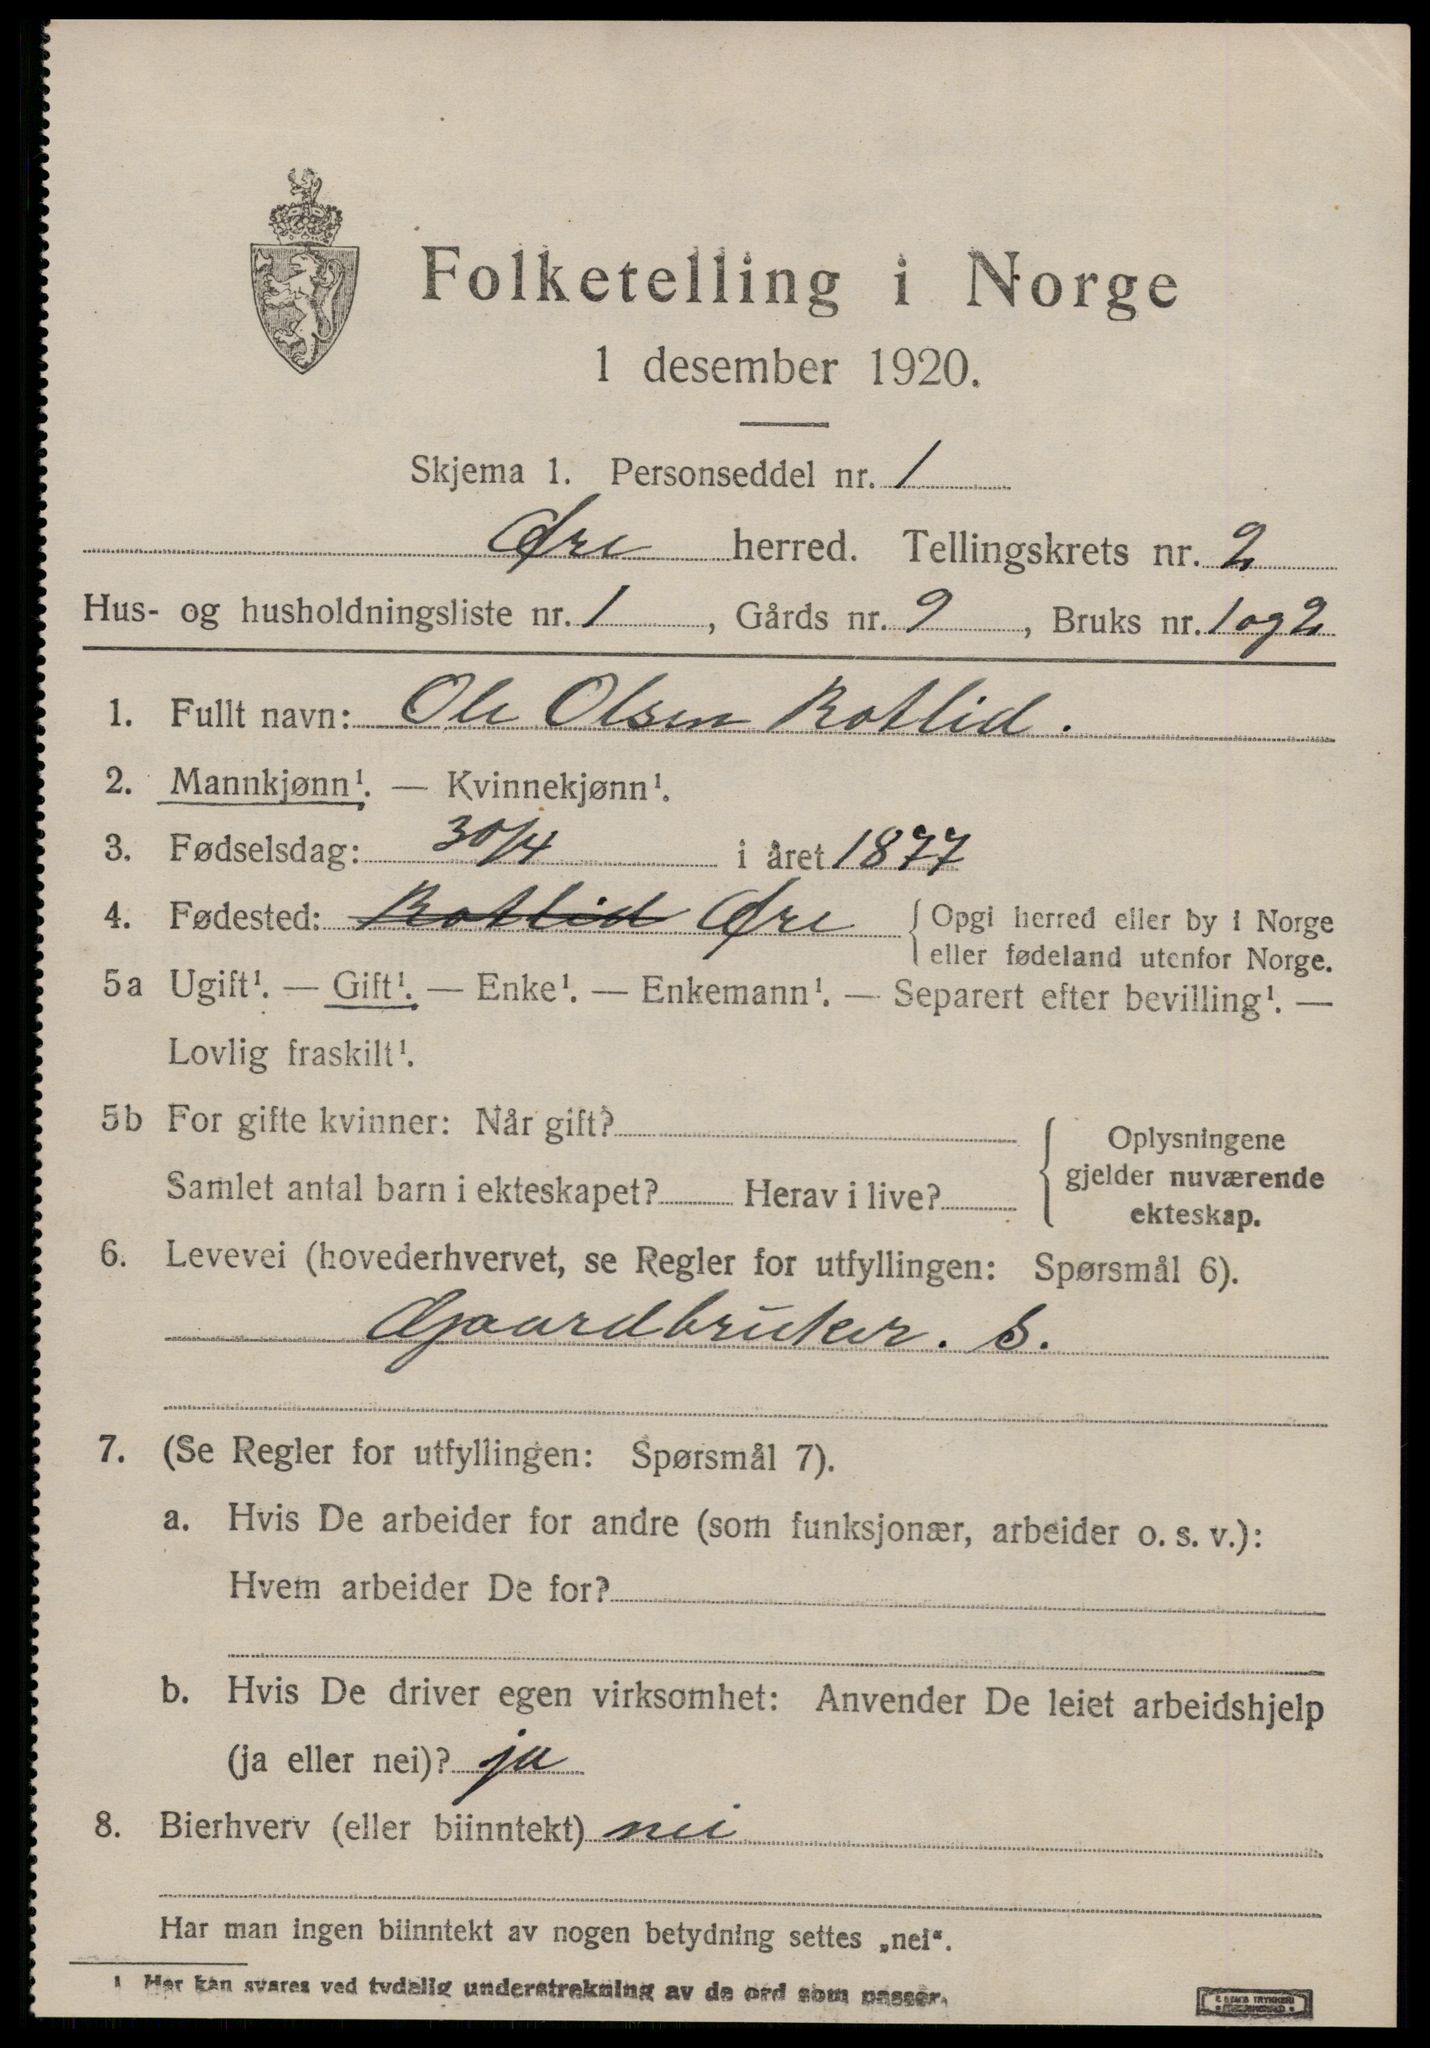 Folketelling i Norge
1 desember 1920.
Skjema 1. Personseddel nr. 1
Øre herred. Tellingskrets nr. 2
Hus- og husholdningsliste nr. 1, Gårds nr. 9, Bruks nr. 1 og 2
1. Fullt navn: Ole Olsen Rotlid.
2. Mannkjønn¹. — Kvinnekjønn¹.
3. Fødselsdag: 30/4 i året 1877
4. Fødested: Rotlid Øre { Opgi herred eller by i Norge
eller fødeland utenfor Norge.
5a Ugift¹. — Gift¹. — Enke¹. — Enkemann¹. — Separert efter bevilling¹. —
Lovlig fraskilt¹.
5b For gifte kvinner: Når gift? { Oplysningene
gjelder nuværende
Samlet antal barn i ekteskapet? Herav i live?
ekteskap.
6. Levevei (hovederhvervet, se Regler for utfyllingen: Spørsmål 6).
Gaardbruker. S.
7. (Se Regler for utfyllingen: Spørsmål 7).
a. Hvis De arbeider for andre (som funksjonær, arbeider o. s. v.):
Hvem arbeider De for?
b. Hvis De driver egen virksomhet: Anvender De leiet arbeidshjelp
(ja eller nei)? ja
8. Bierhverv (eller biinntekt) nei
Har man ingen biinntekt av nogen betydning settes „nei“.
1 Her kan svares ved tydelig understrekning av de ord som passer.